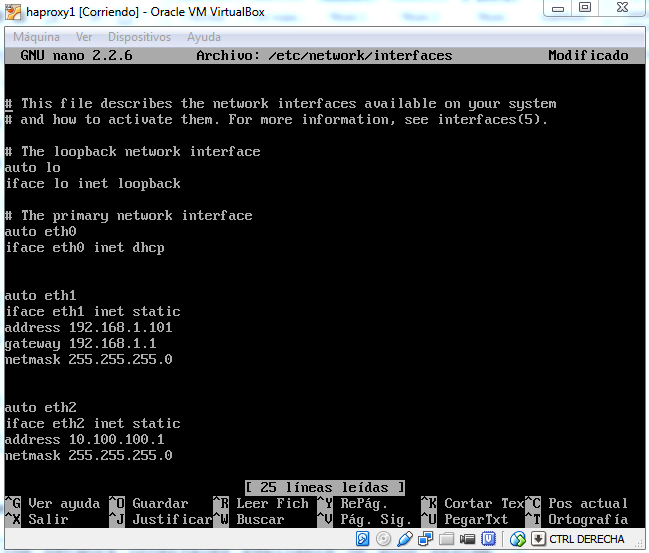 haproxy1 [Corriendo] - Oracle VM VirtualBox
Máquina Ver Dispositivos Ayuda
GNU nano 2.2.6 Archivo: /etc/network/interfaces Modificado
# This file describes the network interfaces available on your system
# and how to activate them. For more information, see interfaces(5).
# The loopback network interface
auto lo
iface lo inet loopback
# The primary network interface
auto eth0
iface eth0 inet dhcp
auto eth1
iface eth1 inet static
address 192.168.1.101
gateway 192.168.1.1
netmask 255.255.255.0
auto eth2
iface eth2 inet static
address 10.100.100.1
netmask 255.255.255.0
[ 25 líneas leídas ]
^G Ver ayuda ^O Guardar ^R Leer Fich ^Y RePág. ^K Cortar Tex ^C Pos actual
^X Salir ^J Justificar ^W Buscar ^V Pág. Sig. ^U PegarTxt ^T Ortografía
CTRL DERECHA